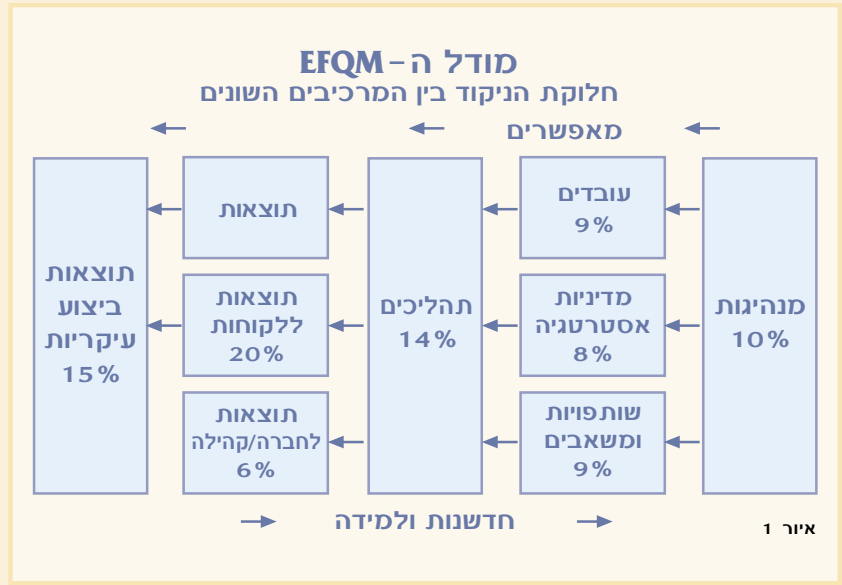 מודל ה-EFQM
חלוקת הניקוד בין המרכיבים השונים
מאפשרים
מנהיגות
10%
עובדים
9%
מדיניות
אסטרטגיה
8%
שותפויות
ומשאבים
9%
תהליכים
14%
תוצאות
תוצאות
ללקוחות
20%
תוצאות
לחברה/קהילה
6%
תוצאות
ביצוע
עיקריות
15%
חדשנות ולמידה
איור 1